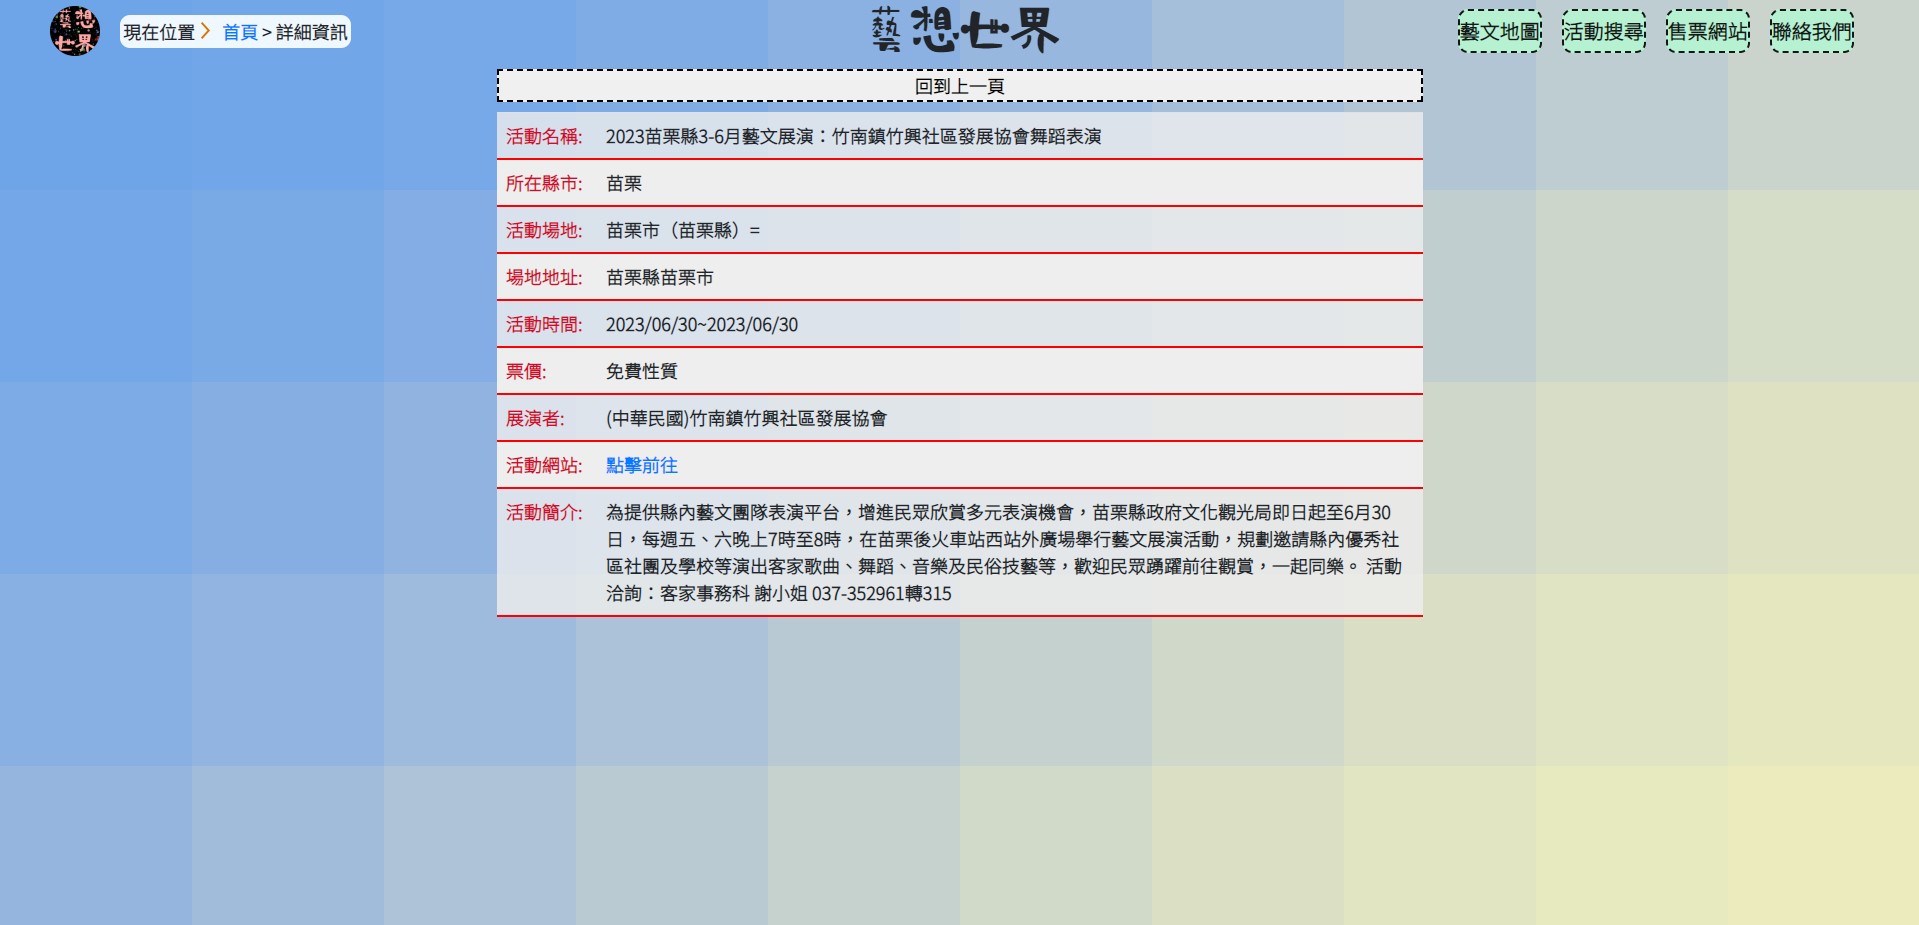 藝想世界
現在位置 首頁 > 詳細資訊
藝想世界
藝文地圖
活動搜尋
售票網站
聯絡我們
回到上一頁
活動名稱: 2023苗栗縣3-6月藝文展演：竹南鎮竹興社區發展協會舞蹈表演
所在縣市: 苗栗
活動場地: 苗栗市（苗栗縣）=
場地地址: 苗栗縣苗栗市
活動時間: 2023/06/30~2023/06/30
票價: 免費性質
展演者: (中華民國)竹南鎮竹興社區發展協會
活動網站: 點擊前往
活動簡介: 為提供縣內藝文團隊表演平台，增進民眾欣賞多元表演機會，苗栗縣政府文化觀光局即日起至6月30
日，每週五、六晚上7時至8時，在苗栗後火車站西站外廣場舉行藝文展演活動，規劃邀請縣內優秀社
區社團及學校等演出客家歌曲、舞蹈、音樂及民俗技藝等，歡迎民眾踴躍前往觀賞，一起同樂。 活動
洽詢：客家事務科 謝小姐 037-352961轉315